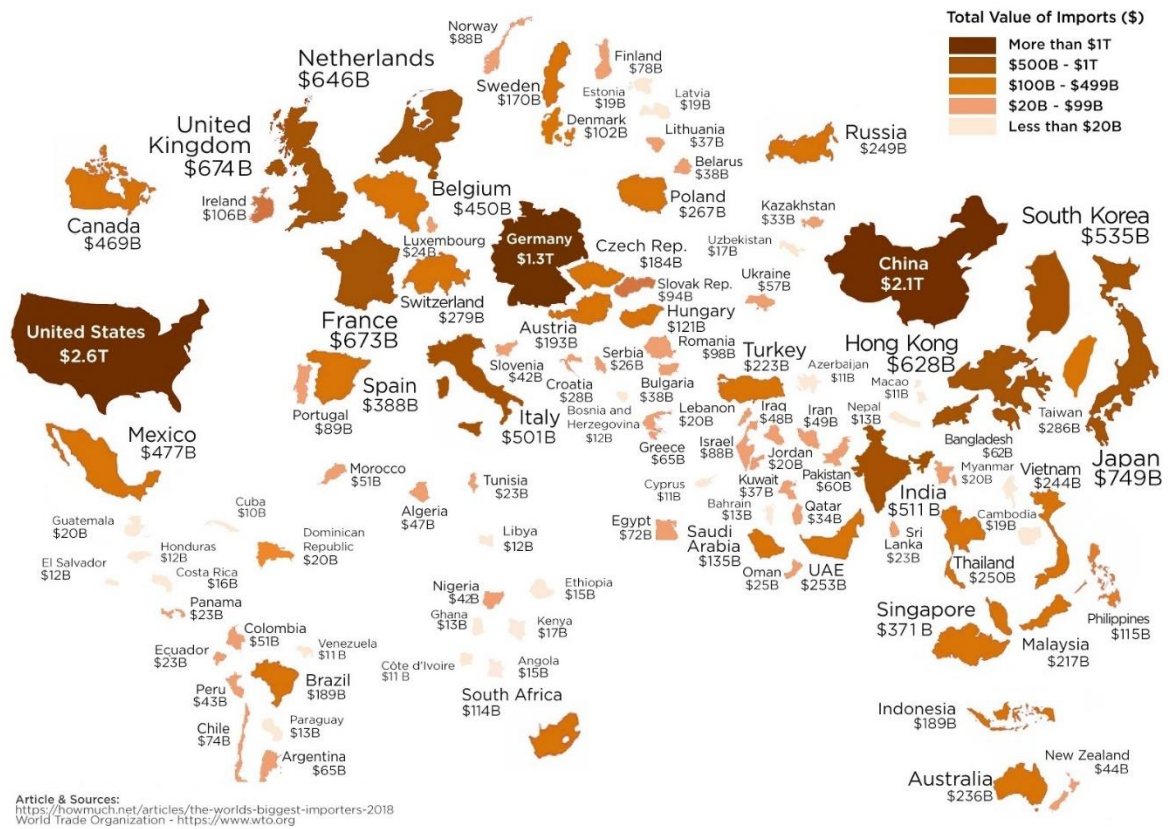 Total Value of Imports ($)
More than $1T
$500B - $1T
$100B - $499B
$20B - $99B
Less than $20B
Norway
$88B
Finland
$78B
Netherlands
$646B
Sweden
$170B
Estonia
$19B
Latvia
$19B
Denmark
$102B
Lithuania
$37B
Belarus
$38B
Russia
$249B
United
Kingdom
$674B
Ireland
$106B
Canada
$469B
Belgium
$450B
Luxembourg
$24B
Poland
$267B
Kazakhstan
$33B
Uzbekistan
$17B
South Korea
$535B
Germany
$1.3T
Czech Rep.
$184B
Slovak Rep.
$94B
Ukraine
$57B
China
$2.1T
Switzerland
$279B
Hungary
$121B
United States
$2.6T
France
$673B
Austria
$193B
Romania
$98B
Slovenia
$42B
Serbia
$26B
Croatia
$28B
Bulgaria
$38B
Bosnia and
Herzegovina
$12B
Turkey
$223B
Azerbaijan
$11B
Hong Kong
$628B
Macao
$11B
Nepal
$13B
Taiwan
$286B
Japan
$749B
Spain
$388B
Portugal
$89B
Italy
$501B
Mexico
$477B
Greece
$65B
Lebanon
$20B
Iraq
$48B
Iran
$49B
Israel
$88B
Jordan
$20B
Pakistan
$60B
Kuwait
$37B
Cyprus
$11B
Bahrain
$13B
Qatar
$34B
India
$511 B
Bangladesh
$62B
Myanmar
$20B
Vietnam
$244B
Cambodia
$19B
Sri
Lanka
$23B
Thailand
$250B
Morocco
$51B
Algeria
$47B
Tunisia
$23B
Libya
$12B
Egypt
$72B
Saudi
Arabia
$135B
Oman
$25B
UAE
$253B
Cuba
$10B
Guatemala
$20B
Honduras
$12B
Dominican
Republic
$20B
El Salvador
$12B
Costa Rica
$16B
Panama
$23B
Nigeria
$42B
Ethiopia
$15B
Ghana
$13B
Kenya
$17B
Côte d'Ivoire
$11 B
Angola
$15B
Singapore
$371 B
Malaysia
$217B
Philippines
$115B
Colombia
$51B
Venezuela
$11 B
Ecuador
$23B
Peru
$43B
Brazil
$189B
Chile
$74B
Paraguay
$13B
Argentina
$65B
South Africa
$114B
Indonesia
$189B
New Zealand
$44B
Australia
$236B
Article & Sources:
https://howmuch.net/articles/the-worlds-biggest-importers-2018
World Trade Organization - https://www.wto.org